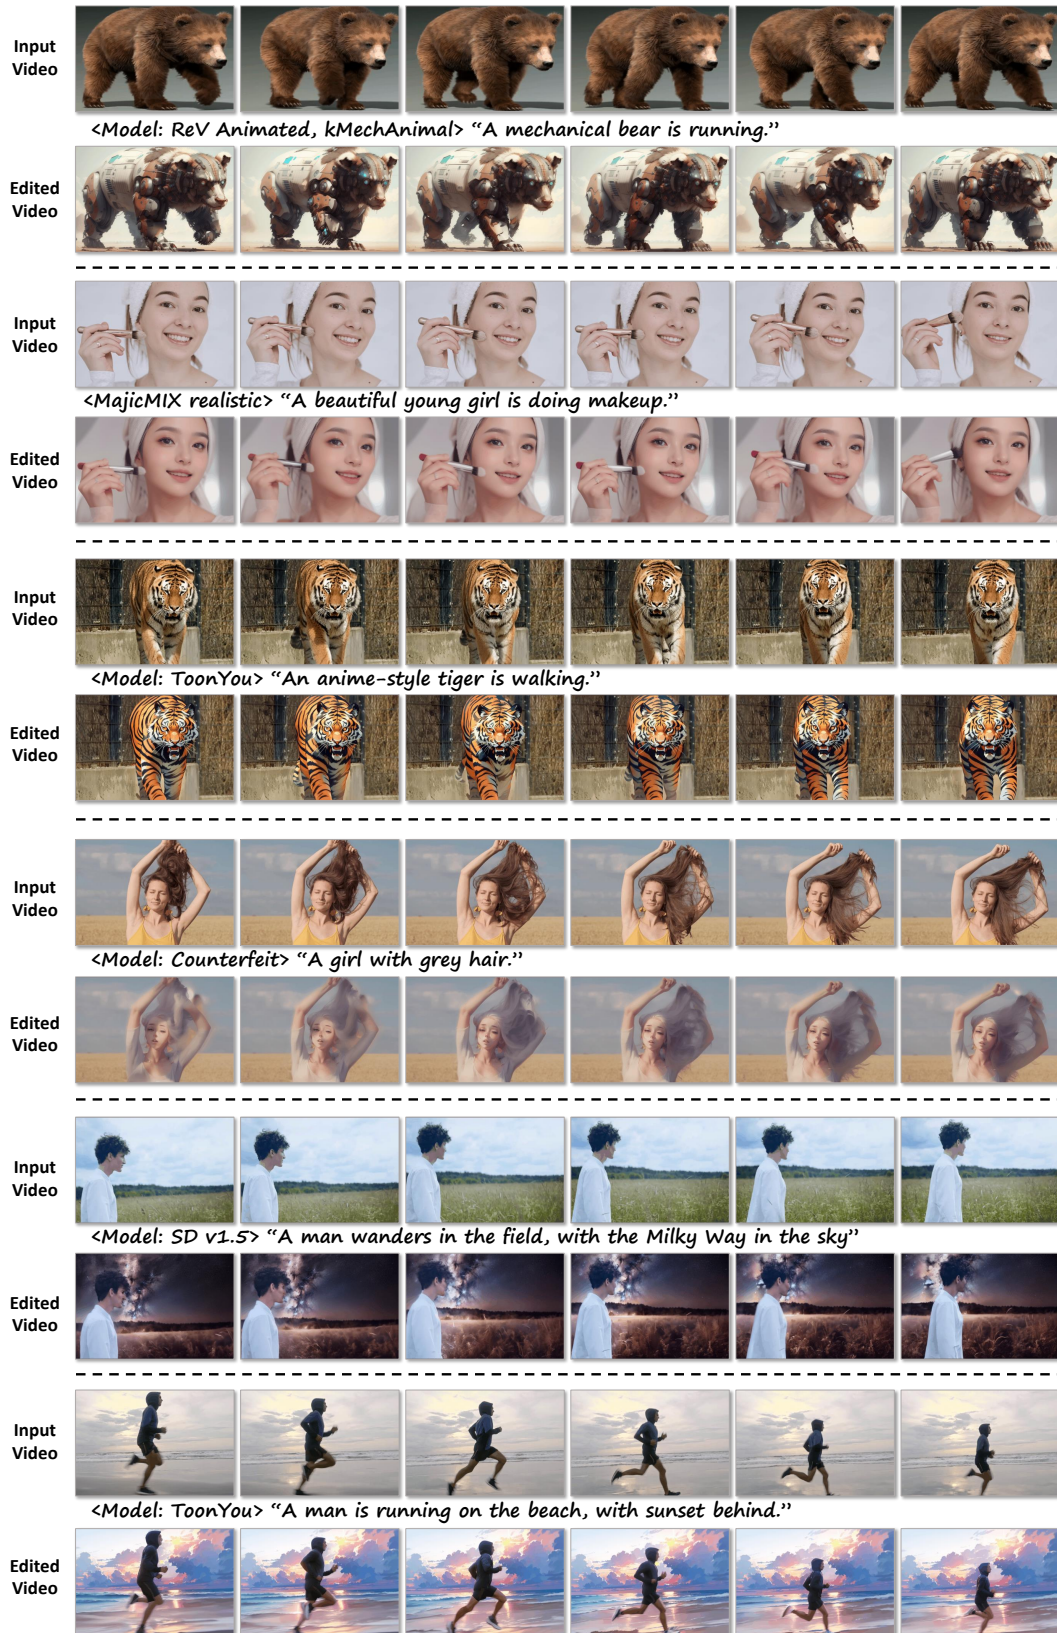 Input
Video
<Model: ReV Animated, kMechAnimal> “A mechanical bear is running.”
Edited
Video
Input
Video
<MajicMIX realistic> “A beautiful young girl is doing makeup.”
Edited
Video
Input
Video
<Model: ToonYou> “An anime-style tiger is walking.”
Edited
Video
Input
Video
<Model: Counterfeit> “A girl with grey hair.”
Edited
Video
Input
Video
<Model: SD v1.5> “A man wanders in the field, with the Milky Way in the sky”
Edited
Video
Input
Video
<Model: ToonYou> “A man is running on the beach, with sunset behind.”
Edited
Video